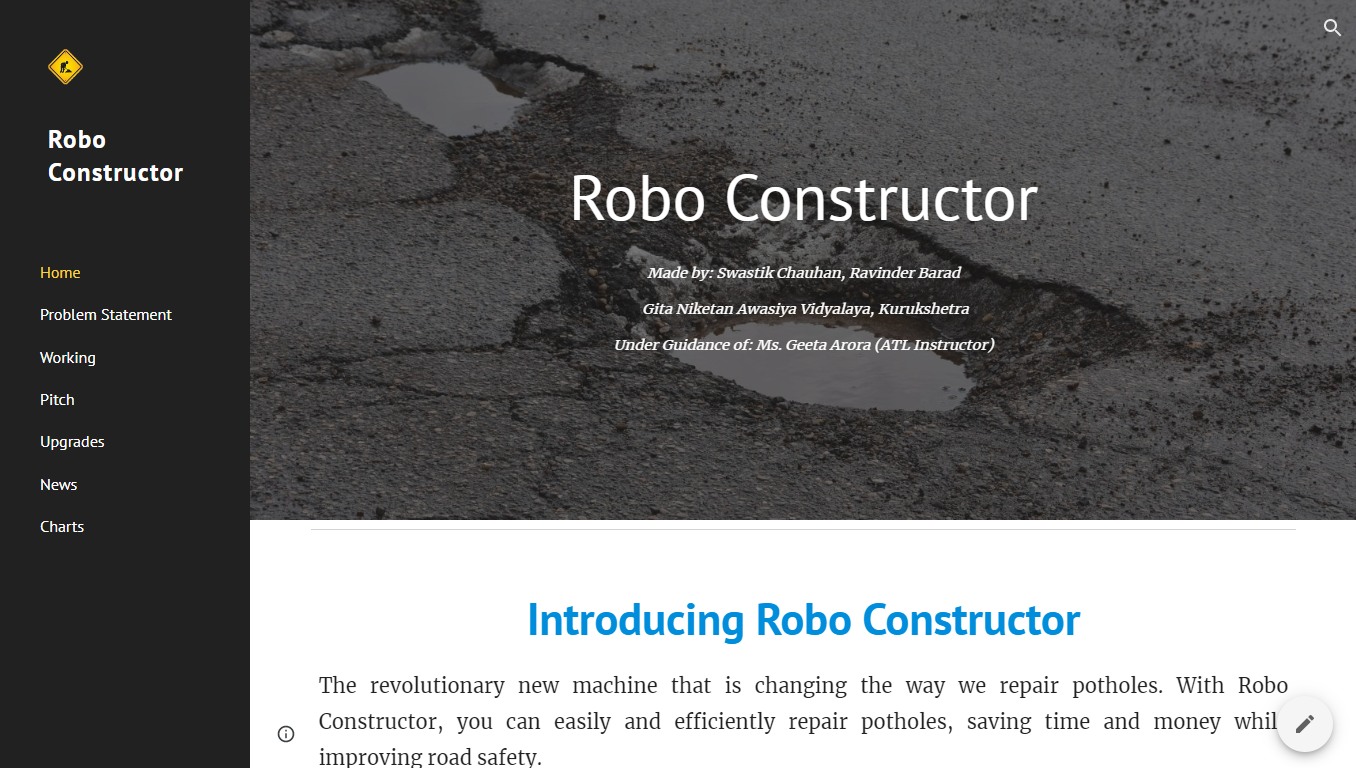 Robo
Constructor
Home
Problem Statement
Working
Pitch
Upgrades
News
Charts
Robo Constructor
Made by: Swastik Chauhan, Ravinder Barad
Gita Niketan Awasiya Vidyalaya, Kurukshetra
Under Guidance of: Ms. Geeta Arora (ATL Instructor)
Introducing Robo Constructor
The revolutionary new machine that is changing the way we repair potholes. With Robo
Constructor, you can easily and efficiently repair potholes, saving time and money while
improving road safety.